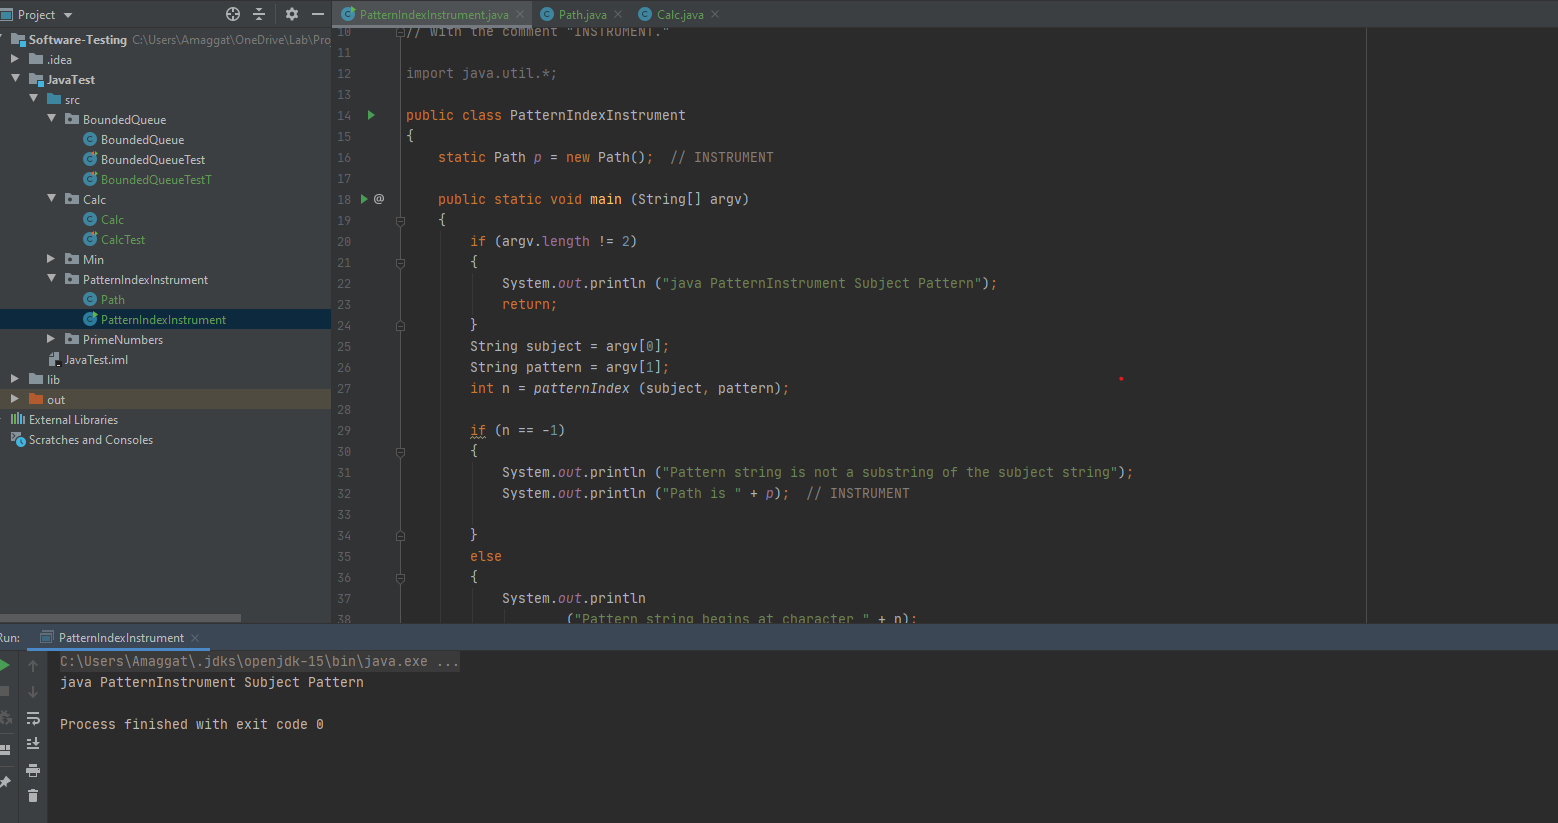 Project
Software-Testing C:\Users\Amaggat\OneDrive\Lab\Pro
.idea
JavaTest
src
BoundedQueue
BoundedQueue
BoundedQueueTest
BoundedQueueTestT
Calc
Calc
CalcTest
Min
PatternIndexInstrument
Path
PatternIndexInstrument
PrimeNumbers
JavaTest.iml
lib
out
External Libraries
Scratches and Consoles
PatternIndexInstrument.java Path.java Calc.java
10 // with the comment "INSTRUMENT."
11
12 import java.util.*;
13
14 public class PatternIndexInstrument
15 {
16 static Path p = new Path(); // INSTRUMENT
17
18 @ public static void main (String[] argv)
19 {
20 if (argv.length != 2)
21 {
22 System.out.println ("java PatternInstrument Subject Pattern");
23 return;
24 }
25 String subject = argv[0];
26 String pattern = argv[1];
27 int n = patternIndex (subject, pattern);
28
29 if (n == -1)
30 {
31 System.out.println ("Pattern string is not a substring of the subject string");
32 System.out.println ("Path is " + p); // INSTRUMENT
33
34 }
35 else
36 {
37 System.out.println
38 ("Pattern string begins at character " + n);
Run: PatternIndexInstrument
C:\Users\Amaggat\.jdks\openjdk-15\bin\java.exe ...
java PatternInstrument Subject Pattern
Process finished with exit code 0